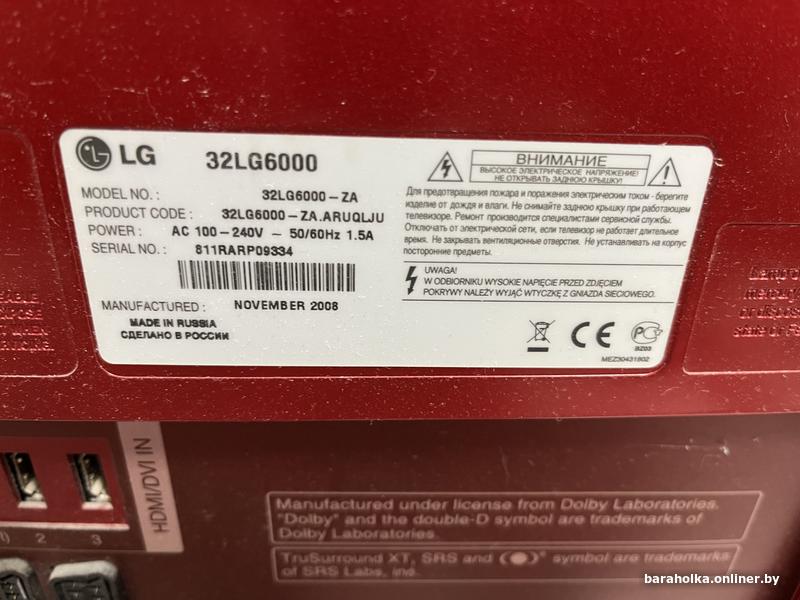 LG 32LG6000
MODEL NO. : 32LG6000-ZA
PRODUCT CODE : 32LG6000-ZA.ARUQLJU
POWER : AC 100-240V ~ 50/60Hz 1.5A
SERIAL NO. : 811RARP09334
MANUFACTURED : NOVEMBER 2008
MADE IN RUSSIA
СДЕЛАНО В РОССИИ
ВНИМАНИЕ
ВЫСОКОЕ ЭЛЕКТРИЧЕСКОЕ НАПРЯЖЕНИЕ!
НЕ ОТКРЫВАТЬ ЗАДНЮЮ КРЫШКУ!
Для предотвращения пожара и поражения электрическим током - берегите
изделие от дождя и влаги. Не снимайте заднюю крышку при работающем
телевизоре. Ремонт производится специалистами сервисной службы.
Отключать от электрической сети, если телевизор не работает длительное
время. Не закрывать вентиляционные отверстия. Не устанавливать на корпус
посторонние предметы.
UWAGA!
W ODBIORNIKU WYSOKIE NAPIĘCIE PRZED ZDJĘCIEM
POKRYWY NALEŻY WYJĄĆ WTYCZKĘ Z GNIAZDA SIECIOWEGO.
CE
BZ03
MEZ30431802
HDMI/DVI IN
2
3
Manufactured under license from Dolby Laboratories.
"Dolby" and the double-D symbol are trademarks of
Dolby Laboratories.
TruSurround XT, SRS and symbol are trademarks
of SRS Labs, inc.
baraholka.onliner.by